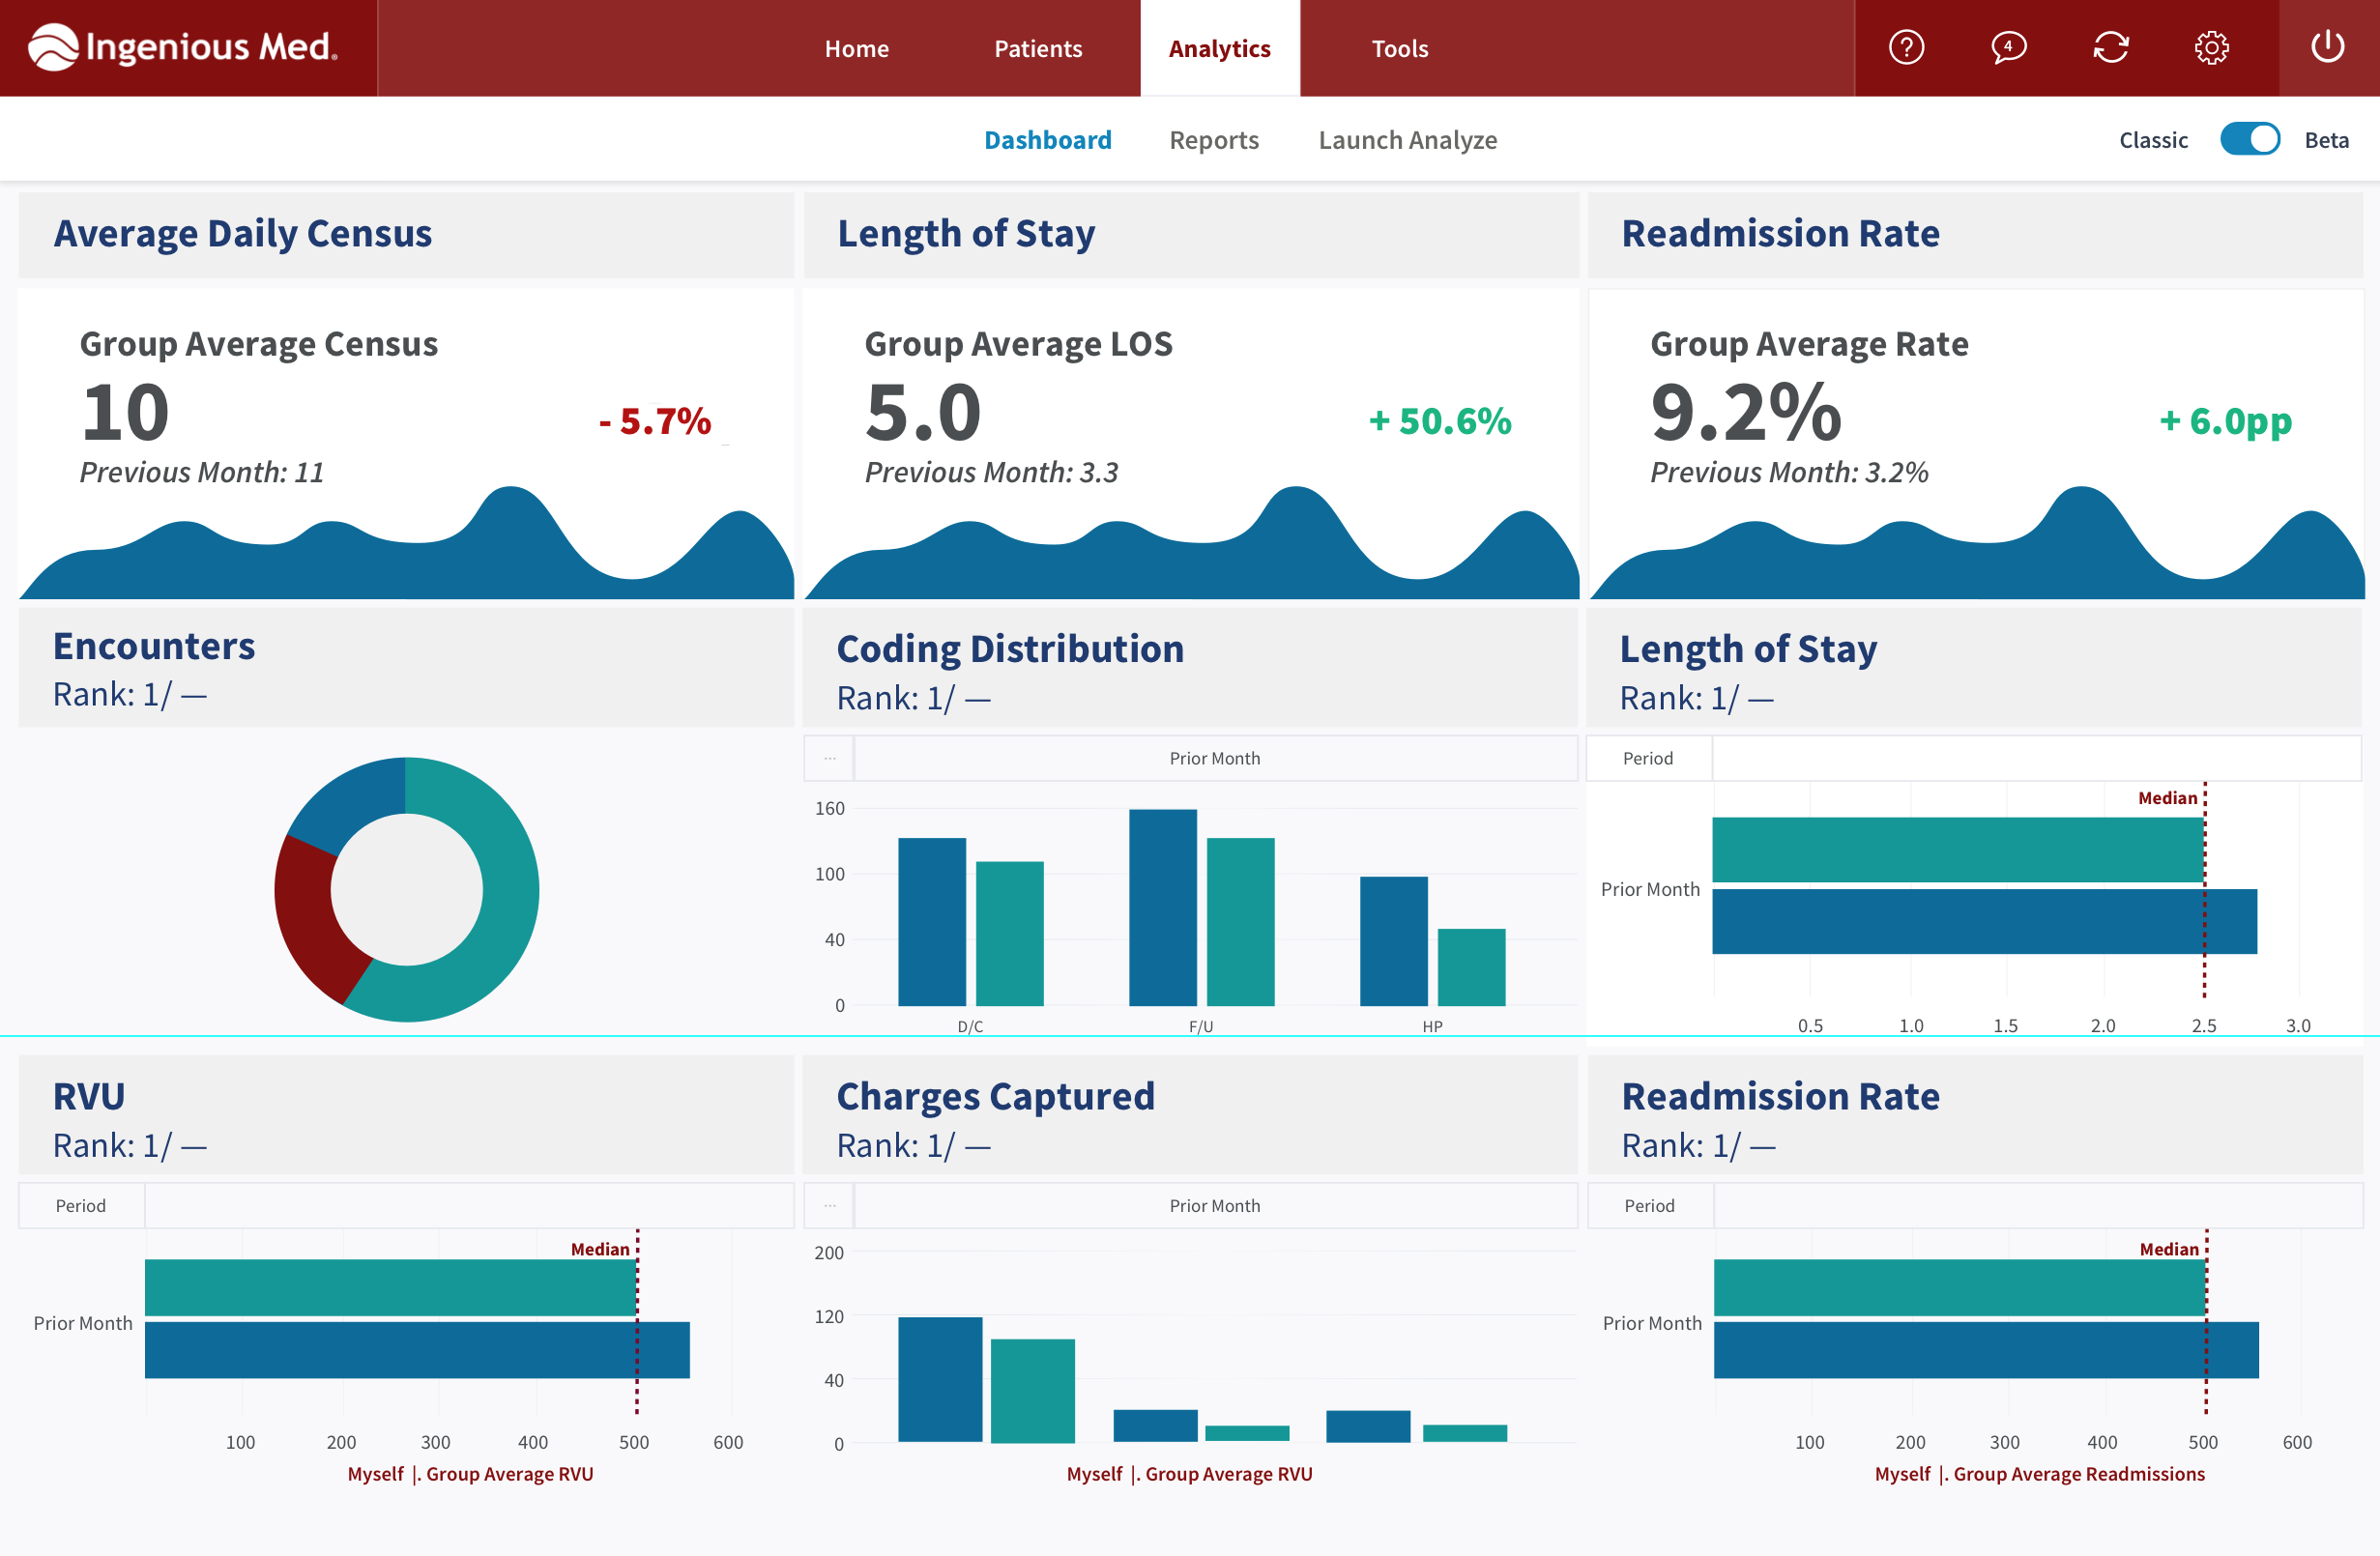 Ingenious Med.
Home Patients Analytics Tools ? 4
Dashboard Reports Launch Analyze Classic Beta
Average Daily Census
Group Average Census
10
- 5.7%
Previous Month: 11
Length of Stay
Group Average LOS
5.0
+ 50.6%
Previous Month: 3.3
Readmission Rate
Group Average Rate
9.2%
+ 6.0pp
Previous Month: 3.2%
Encounters
Rank: 1/ —
Coding Distribution
Rank: 1/ —
... Prior Month
160
100
40
0
D/C F/U HP
Length of Stay
Rank: 1/ —
Period
Median
Prior Month
0.5 1.0 1.5 2.0 2.5 3.0
RVU
Rank: 1/ —
Period
Median
Prior Month
100 200 300 400 500 600
Myself |. Group Average RVU
Charges Captured
Rank: 1/ —
... Prior Month
200
120
40
0
Myself |. Group Average RVU
Readmission Rate
Rank: 1/ —
Period
Median
Prior Month
100 200 300 400 500 600
Myself |. Group Average Readmissions